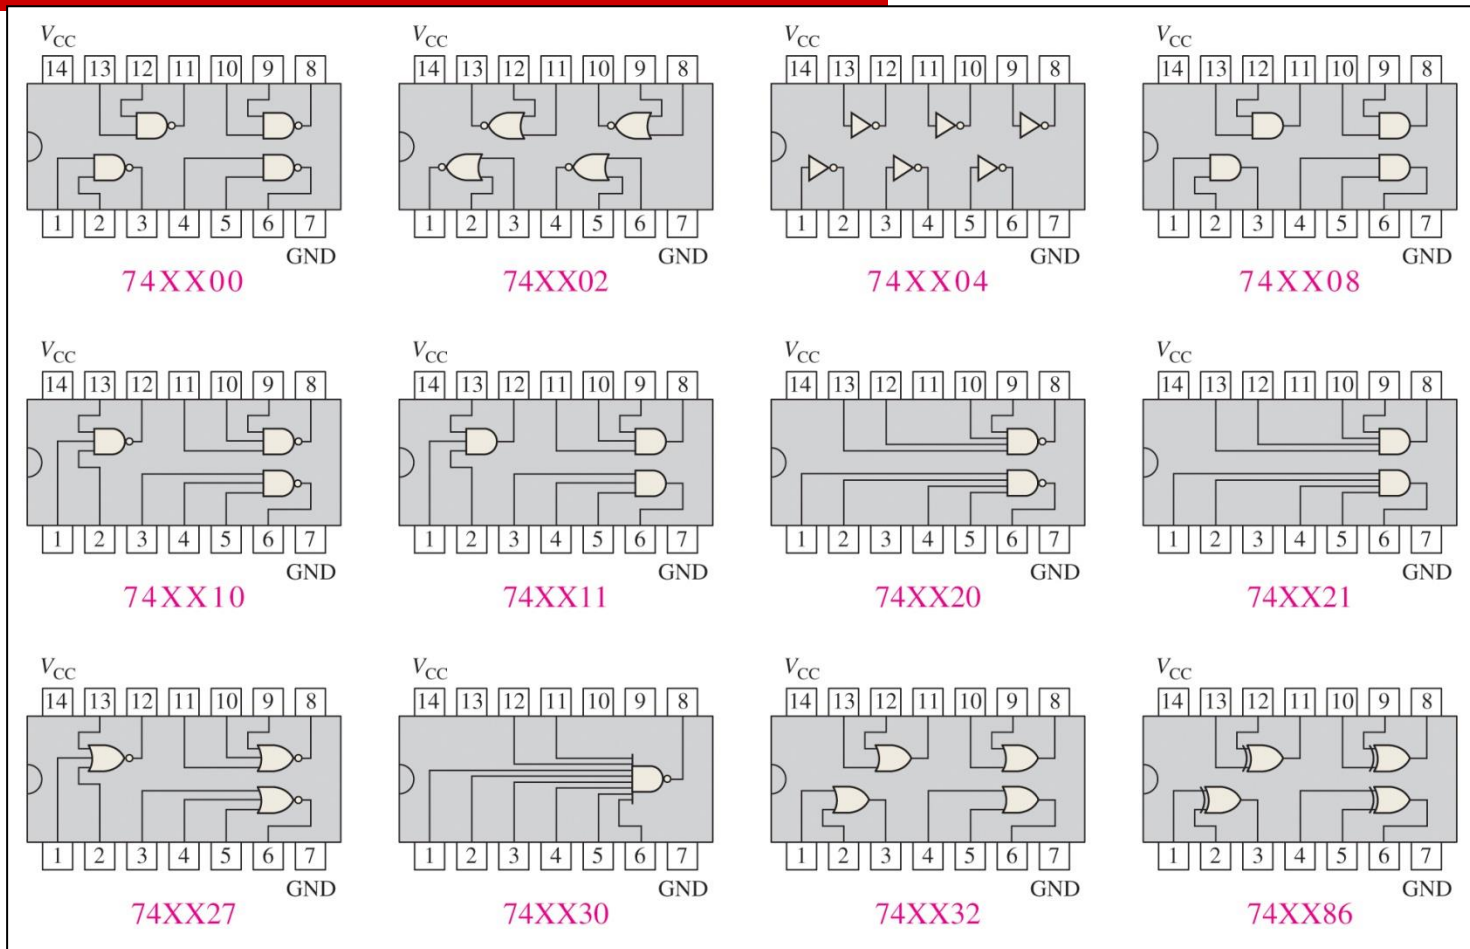 VCC VCC VCC VCC
14 13 12 11 10 9 8 14 13 12 11 10 9 8 14 13 12 11 10 9 8 14 13 12 11 10 9 8
1 2 3 4 5 6 7 1 2 3 4 5 6 7 1 2 3 4 5 6 7 1 2 3 4 5 6 7
GND GND GND GND
74XX00 74XX02 74XX04 74XX08
VCC VCC VCC VCC
14 13 12 11 10 9 8 14 13 12 11 10 9 8 14 13 12 11 10 9 8 14 13 12 11 10 9 8
1 2 3 4 5 6 7 1 2 3 4 5 6 7 1 2 3 4 5 6 7 1 2 3 4 5 6 7
GND GND GND GND
74XX10 74XX11 74XX20 74XX21
VCC VCC VCC VCC
14 13 12 11 10 9 8 14 13 12 11 10 9 8 14 13 12 11 10 9 8 14 13 12 11 10 9 8
1 2 3 4 5 6 7 1 2 3 4 5 6 7 1 2 3 4 5 6 7 1 2 3 4 5 6 7
GND GND GND GND
74XX27 74XX30 74XX32 74XX86